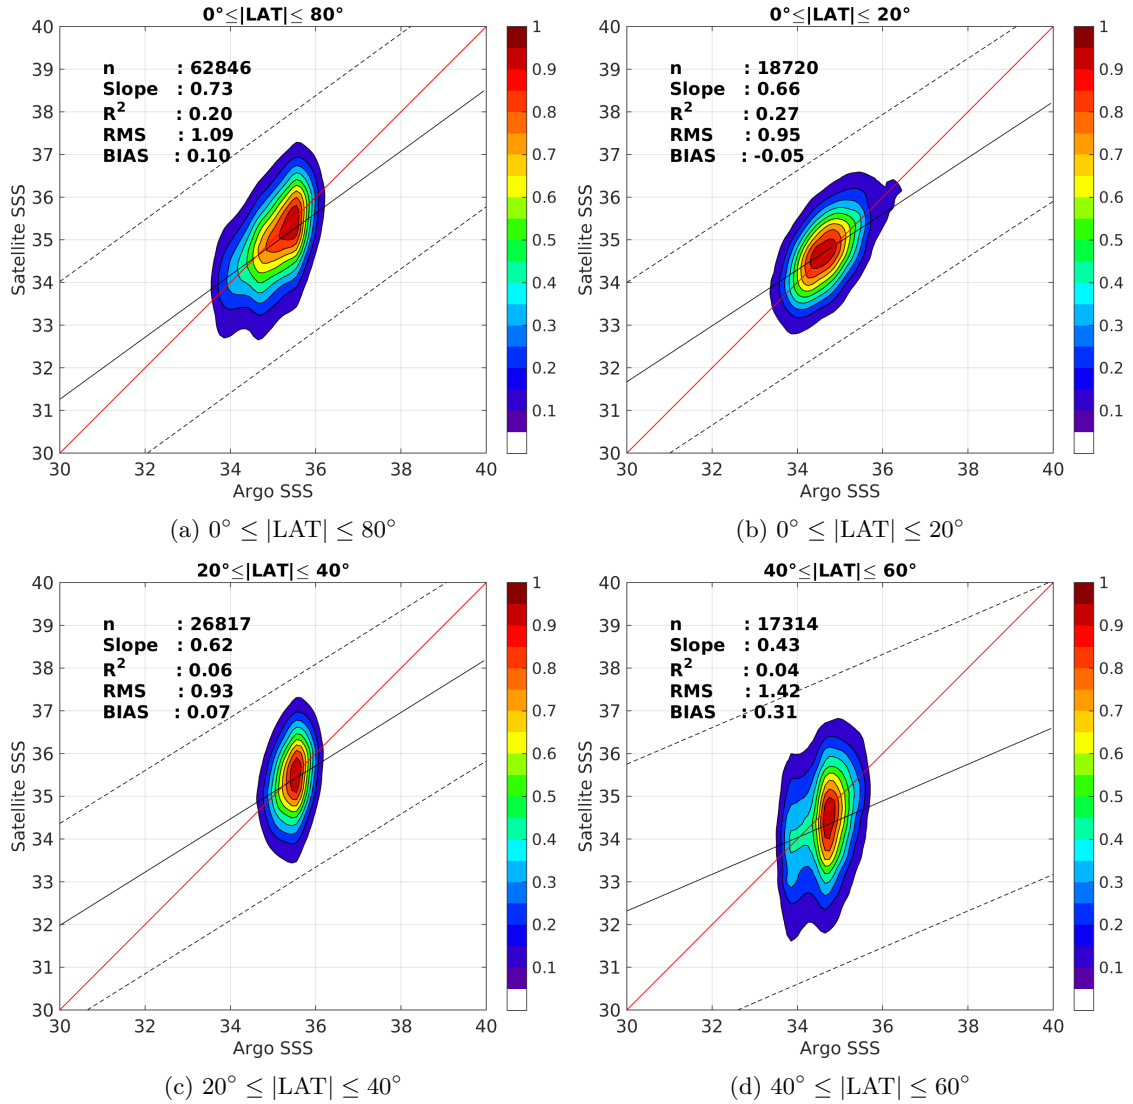 0°≤|LAT|≤ 80°
40
39
38
37
36
35
34
33
32
31
30
Satellite SSS
n : 62846
Slope : 0.73
R² : 0.20
RMS : 1.09
BIAS : 0.10
30 32 34 36 38 40
Argo SSS
1
0.9
0.8
0.7
0.6
0.5
0.4
0.3
0.2
0.1
(a) 0° ≤ |LAT| ≤ 80°
0°≤|LAT|≤ 20°
40
39
38
37
36
35
34
33
32
31
30
Satellite SSS
n : 18720
Slope : 0.66
R² : 0.27
RMS : 0.95
BIAS : -0.05
30 32 34 36 38 40
Argo SSS
1
0.9
0.8
0.7
0.6
0.5
0.4
0.3
0.2
0.1
(b) 0° ≤ |LAT| ≤ 20°
20°≤|LAT|≤ 40°
40
39
38
37
36
35
34
33
32
31
30
Satellite SSS
n : 26817
Slope : 0.62
R² : 0.06
RMS : 0.93
BIAS : 0.07
30 32 34 36 38 40
Argo SSS
1
0.9
0.8
0.7
0.6
0.5
0.4
0.3
0.2
0.1
(c) 20° ≤ |LAT| ≤ 40°
40°≤|LAT|≤ 60°
40
39
38
37
36
35
34
33
32
31
30
Satellite SSS
n : 17314
Slope : 0.43
R² : 0.04
RMS : 1.42
BIAS : 0.31
30 32 34 36 38 40
Argo SSS
1
0.9
0.8
0.7
0.6
0.5
0.4
0.3
0.2
0.1
(d) 40° ≤ |LAT| ≤ 60°